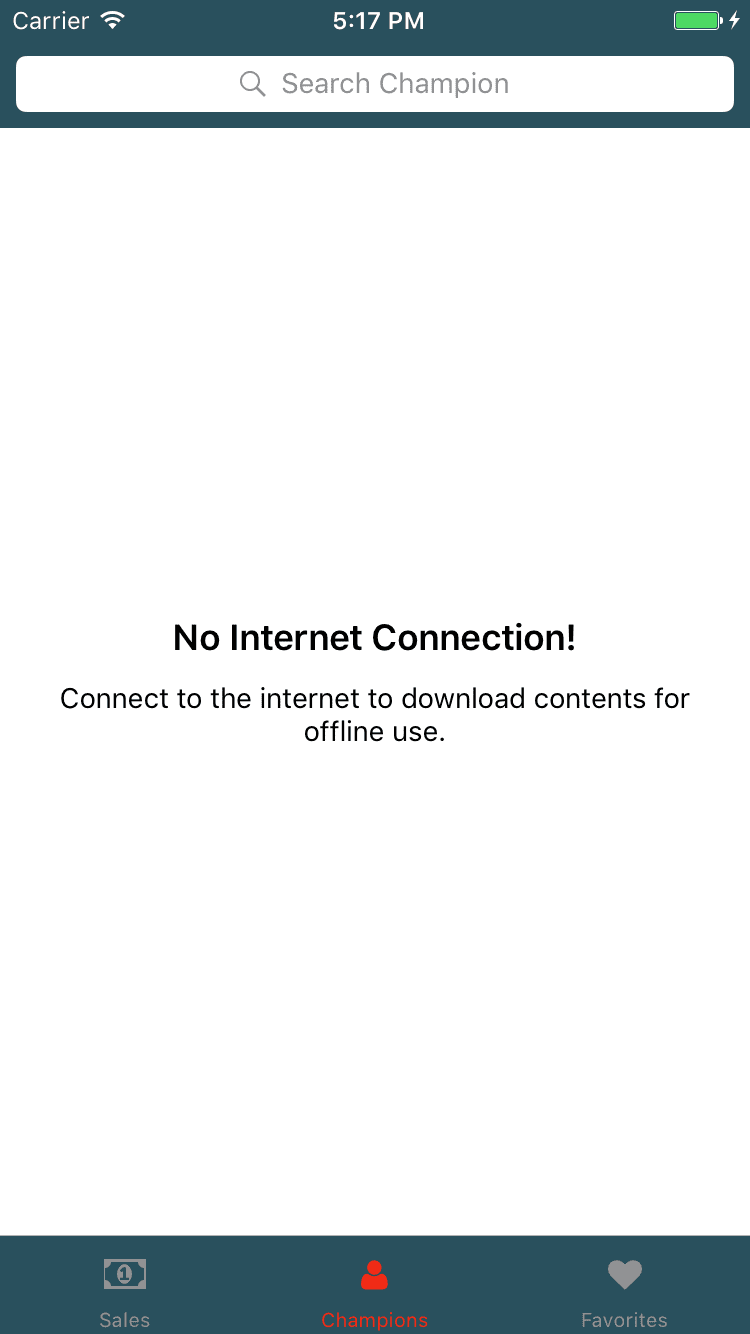 Carrier 5:17 PM
Search Champion
No Internet Connection!
Connect to the internet to download contents for
offline use.
1
Sales Champions Favorites